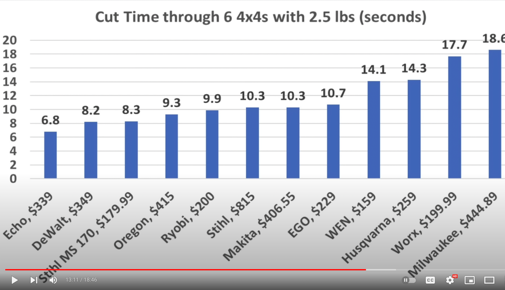 Cut Time through 6 4x4s with 2.5 lbs (seconds)
20
18
16
14
12
10
8
6
4
2
0
6.8
8.2
8.3
9.3
9.9
10.3
10.3
10.7
14.1
14.3
17.7
18.6
Echo, $339
DeWalt, $349
Stihl MS 170, $179.99
Oregon, $415
Ryobi, $200
Stihl, $815
Makita, $406.55
EGO, $229
WEN, $159
Husqvarna, $259
Worx, $199.99
Milwaukee, $444.89
CC